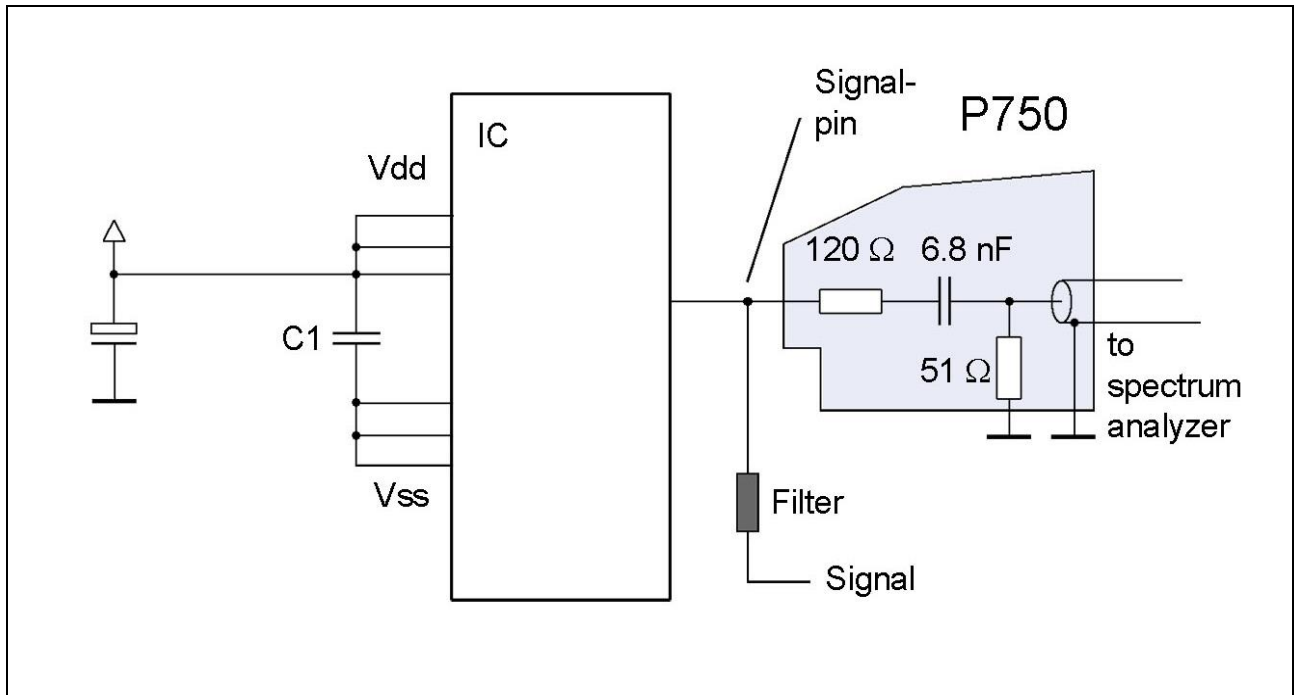 Signal-
pin
P750
IC
Vdd
120 Ω
6.8 nF
C1
51 Ω
to
spectrum
analyzer
Vss
Filter
Signal